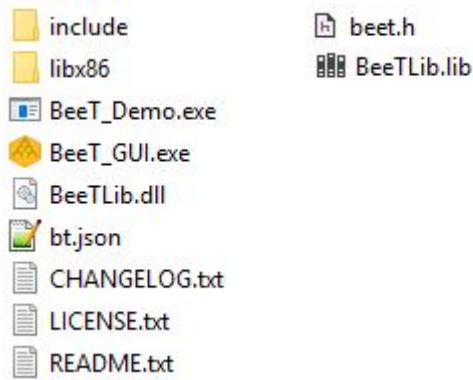 include
libx86
BeeT_Demo.exe
BeeT_GUI.exe
BeeTLib.dll
bt.json
CHANGELOG.txt
LICENSE.txt
README.txt
beet.h
BeeTLib.lib